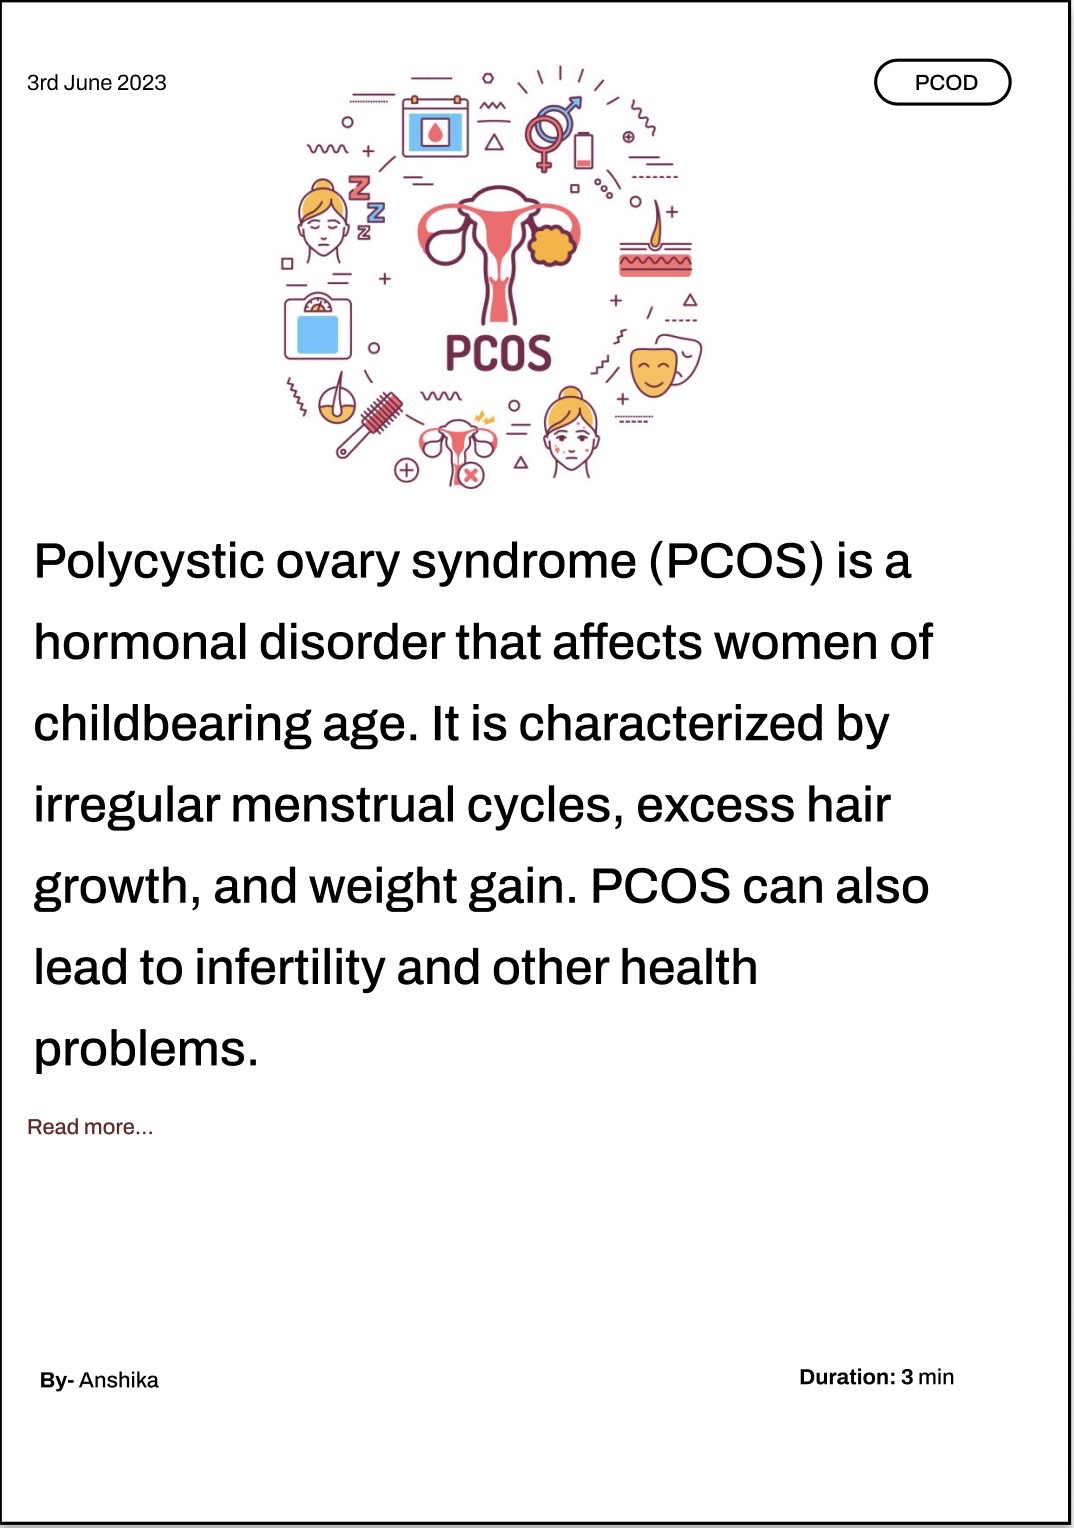 3rd June 2023
PCOD
Z
Z
Z
PCOS
Polycystic ovary syndrome (PCOS) is a
hormonal disorder that affects women of
childbearing age. It is characterized by
irregular menstrual cycles, excess hair
growth, and weight gain. PCOS can also
lead to infertility and other health
problems.
Read more...
By- Anshika
Duration: 3 min